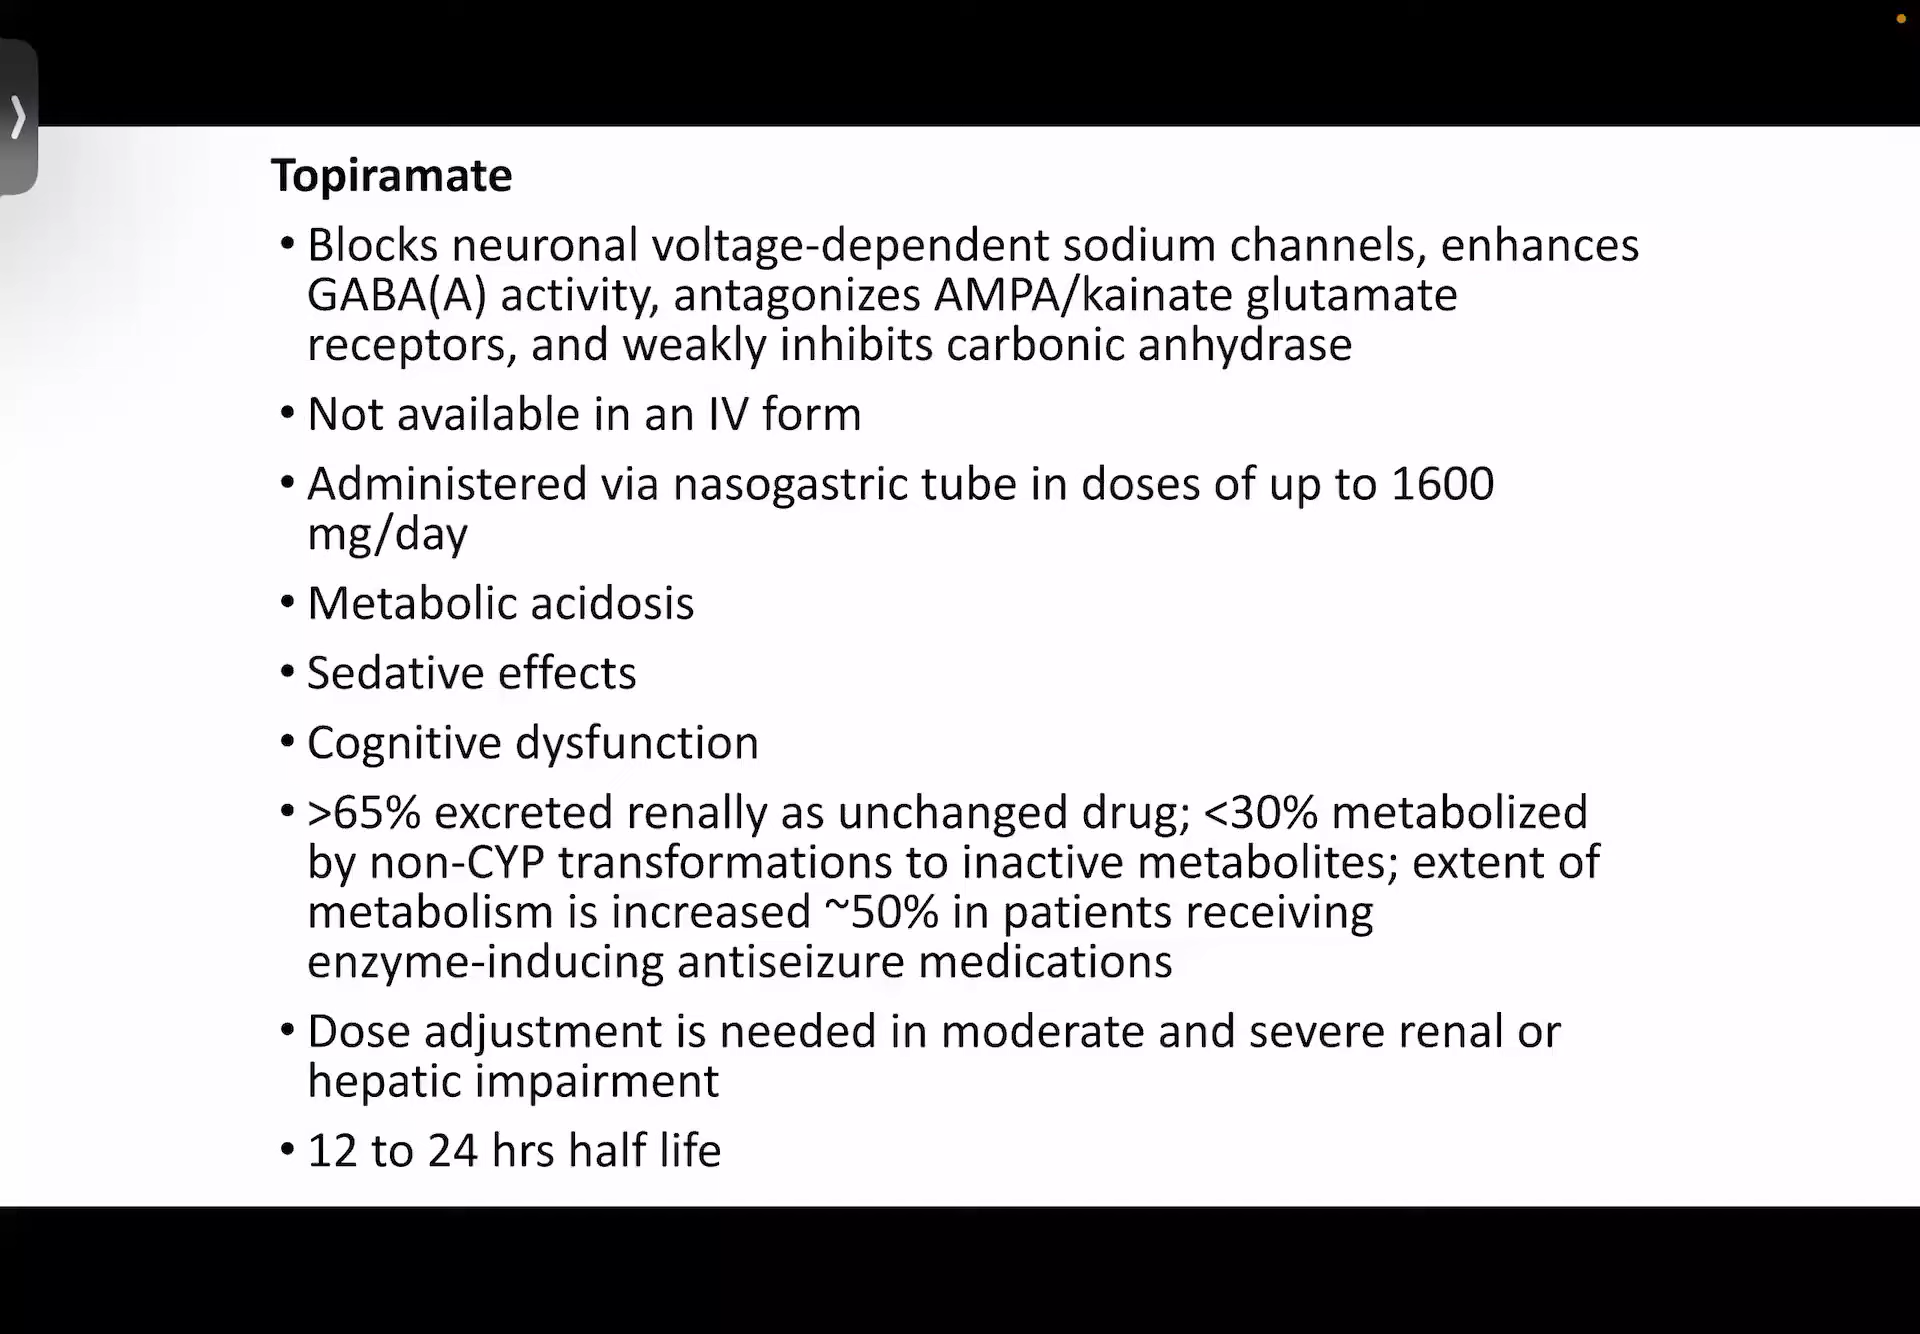 Topiramate
• Blocks neuronal voltage-dependent sodium channels, enhances
GABA(A) activity, antagonizes AMPA/kainate glutamate
receptors, and weakly inhibits carbonic anhydrase
• Not available in an IV form
• Administered via nasogastric tube in doses of up to 1600
mg/day
• Metabolic acidosis
• Sedative effects
• Cognitive dysfunction
• >65% excreted renally as unchanged drug; <30% metabolized
by non-CYP transformations to inactive metabolites; extent of
metabolism is increased ~50% in patients receiving
enzyme-inducing antiseizure medications
• Dose adjustment is needed in moderate and severe renal or
hepatic impairment
• 12 to 24 hrs half life